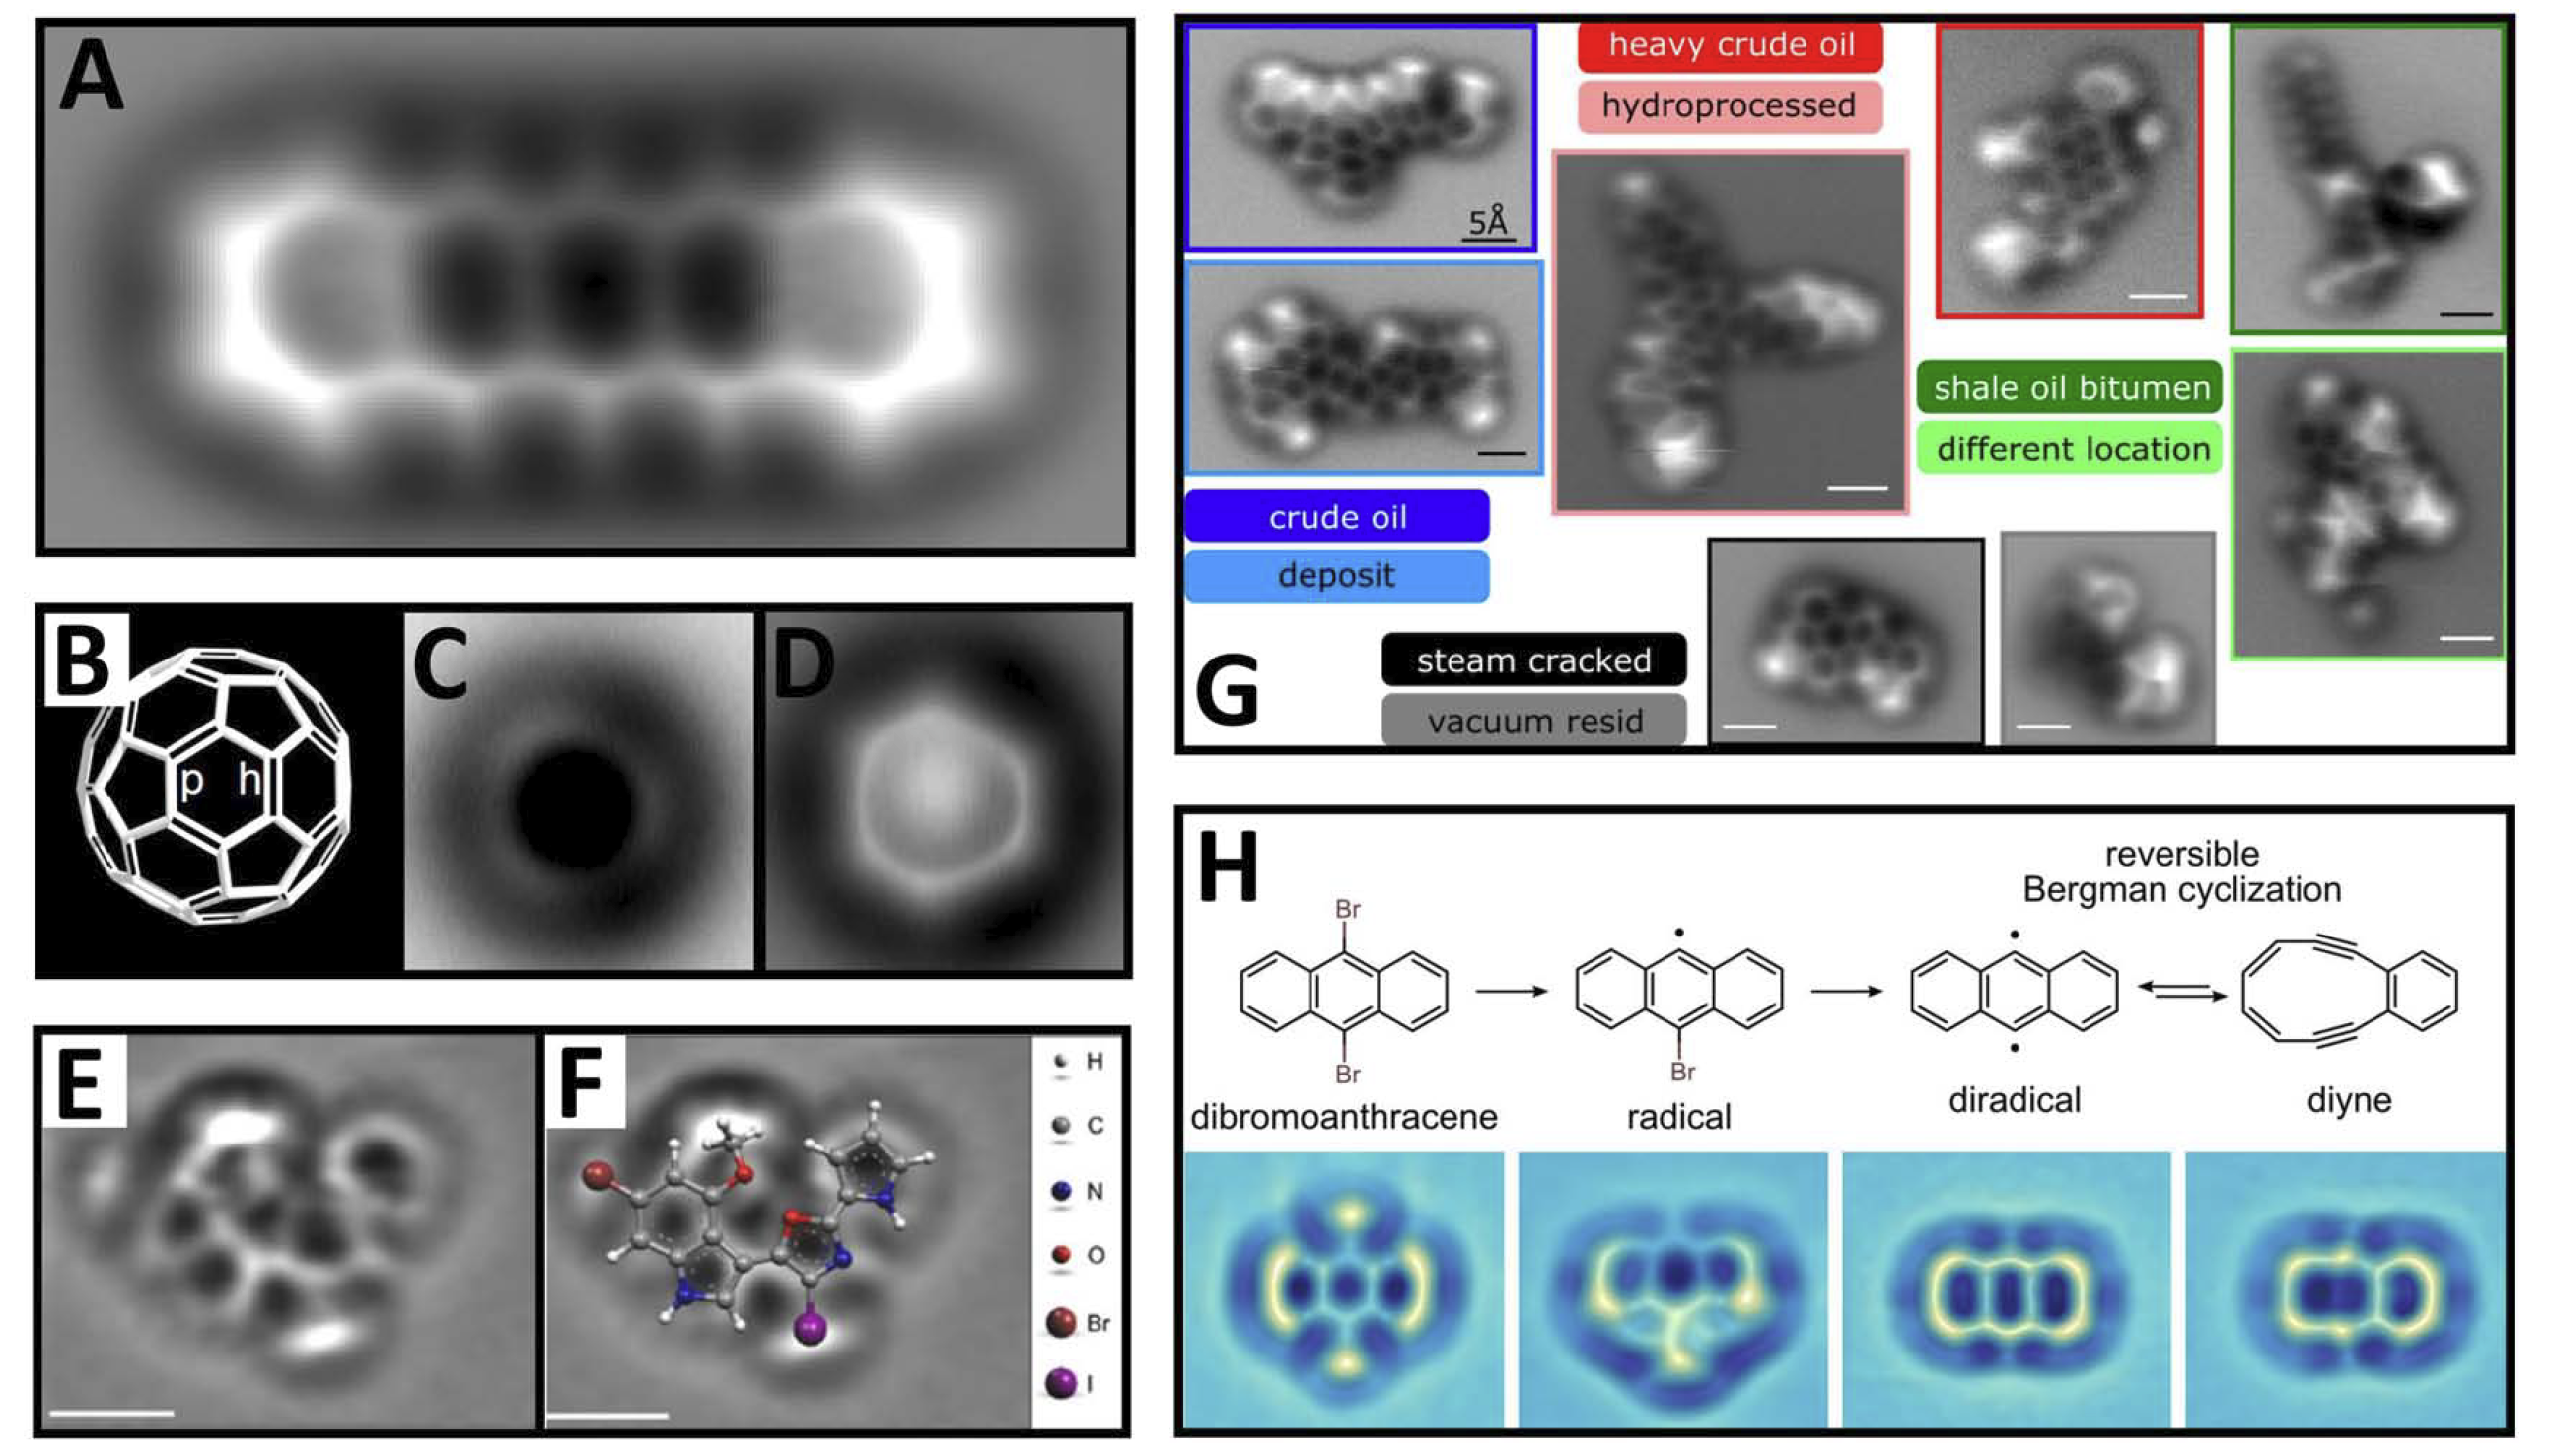 A
B
p h
C
D
E
F
H
C
N
O
Br
I
heavy crude oil
hydroprocessed
5Å
shale oil bitumen
different location
crude oil
deposit
steam cracked
vacuum resid
G
H
reversible
Bergman cyclization
Br
Br
Br
dibromoanthracene
radical
diradical
diyne